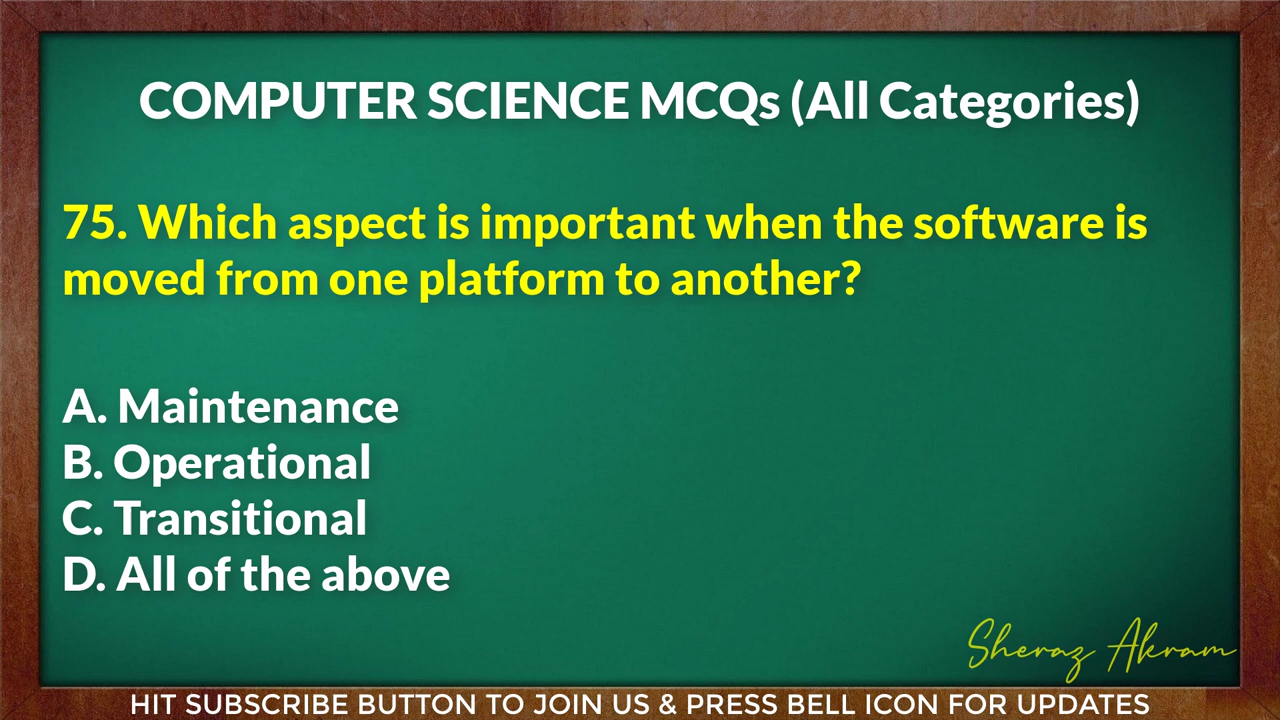 COMPUTER SCIENCE MCQs (All Categories)
75. Which aspect is important when the software is
moved from one platform to another?
A. Maintenance
B. Operational
C. Transitional
D. All of the above
Sheraz Akram
HIT SUBSCRIBE BUTTON TO JOIN US & PRESS BELL ICON FOR UPDATES